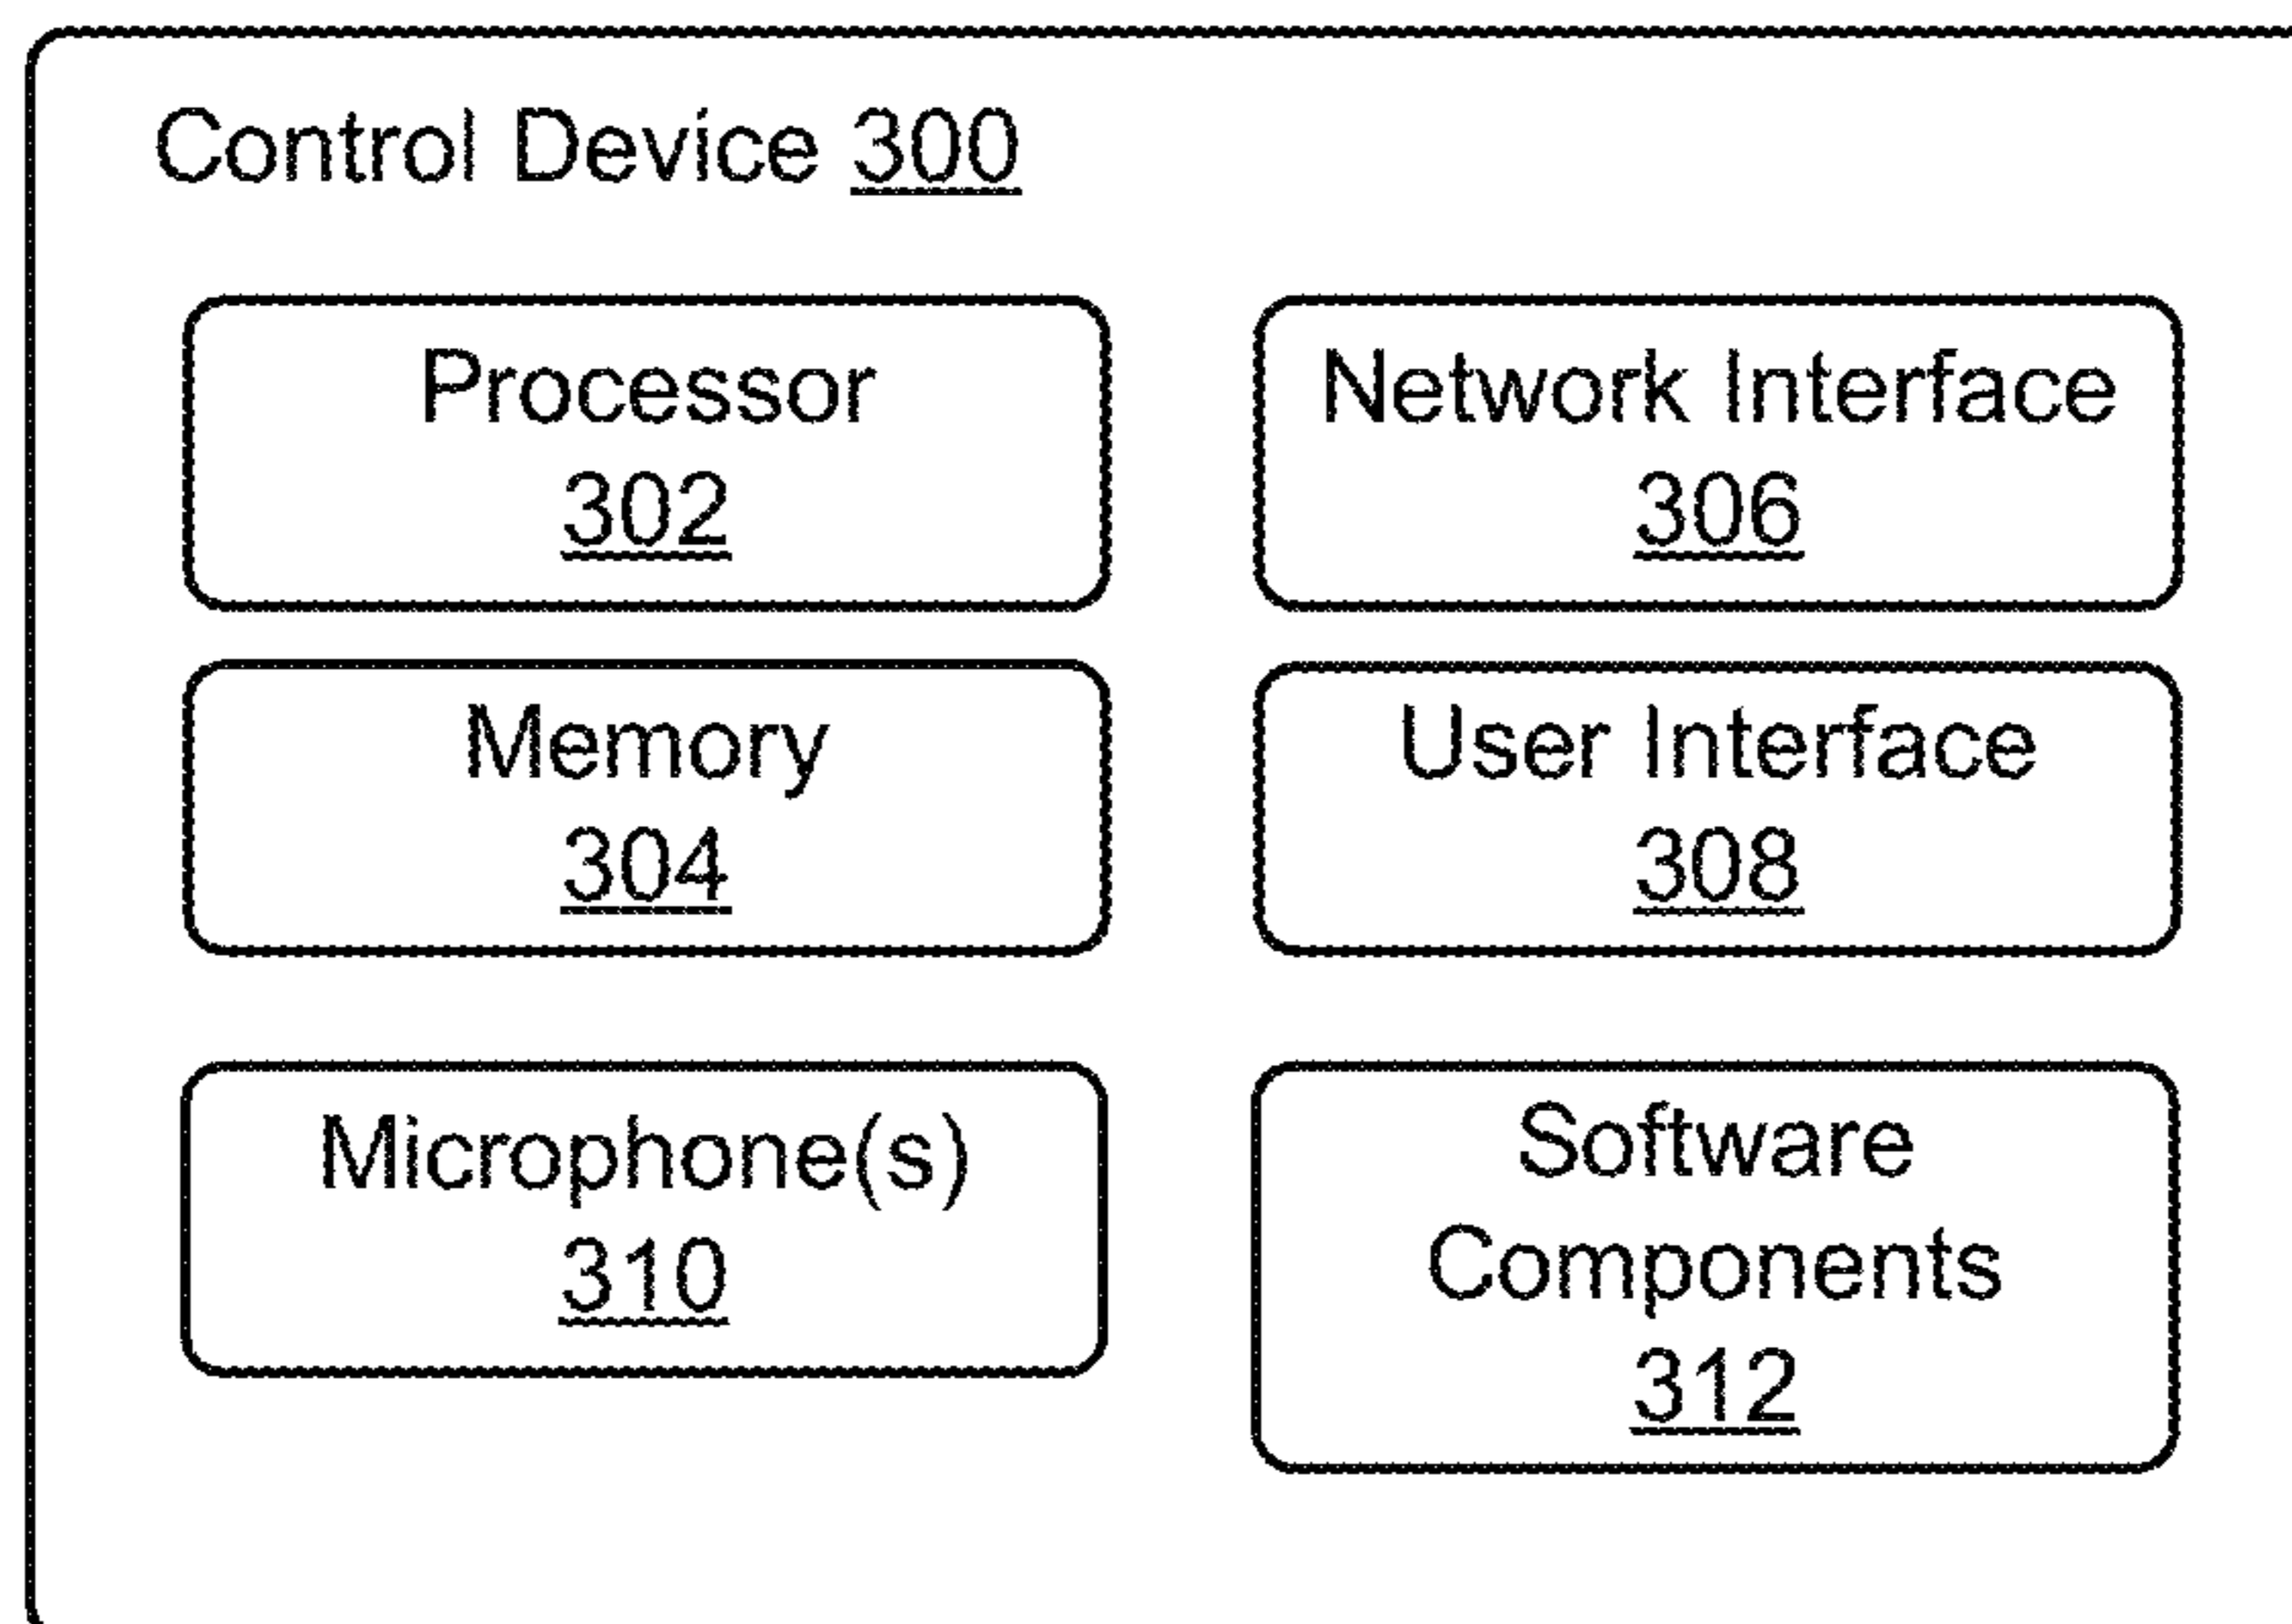 Control Device 300
Processor
302
Network Interface
306
Memory
304
User Interface
308
Microphone(s)
310
Software
Components
312